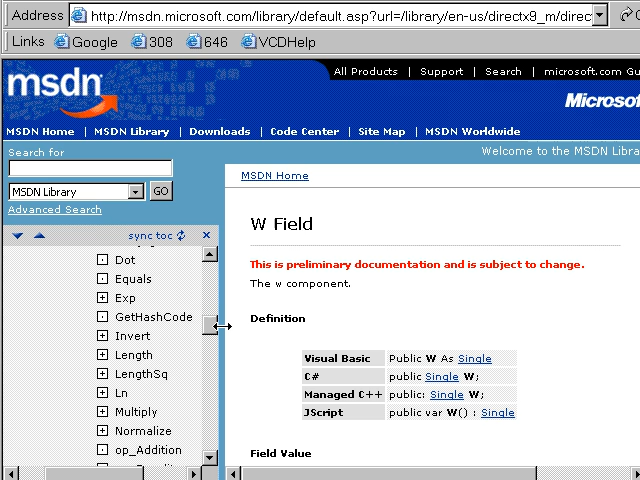 Address http://msdn.microsoft.com/library/default.asp?url=/library/en-us/directx9_m/direc
Links Google 308 646 VCDHelp
All Products | Support | Search | microsoft.com Gu
msdn
Microsof
MSDN Home | MSDN Library | Downloads | Code Center | Site Map | MSDN Worldwide
Welcome to the MSDN Libra
Search for
MSDN Library GO
Advanced Search
sync toc
Dot
Equals
Exp
GetHashCode
Invert
Length
LengthSq
Ln
Multiply
Normalize
op_Addition
MSDN Home
W Field
This is preliminary documentation and is subject to change.
The w component.
Definition
Visual Basic Public W As Single
C# public Single W;
Managed C++ public: Single W;
JScript public var W() : Single
Field Value